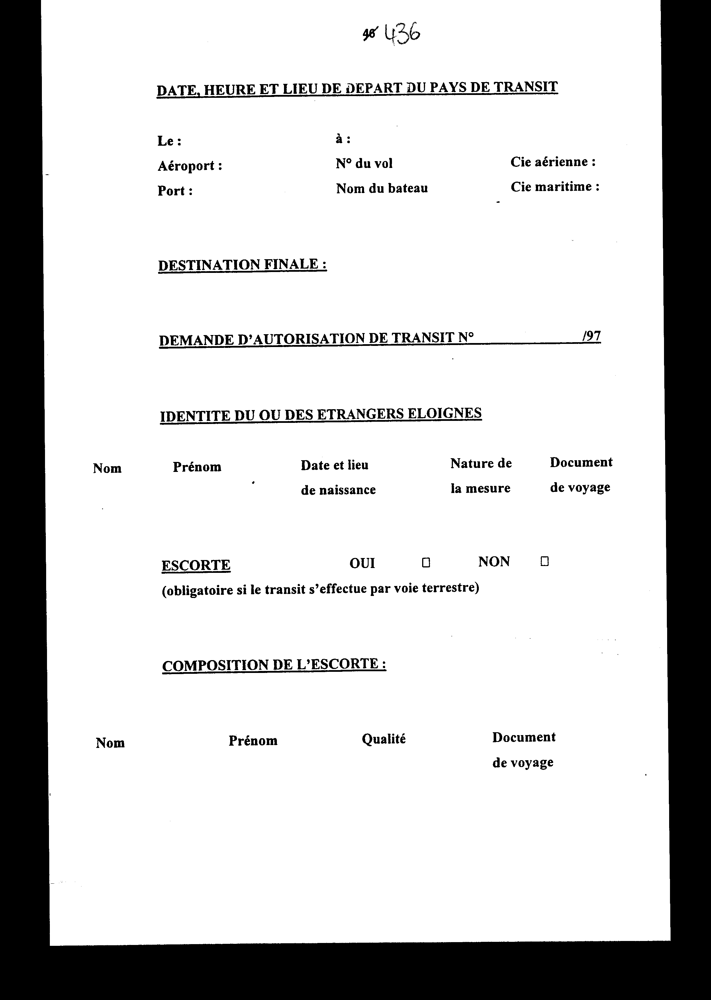 46 436
DATE, HEURE ET LIEU DE DEPART DU PAYS DE TRANSIT
Le : à :
Aéroport : N° du vol Cie aérienne :
Port : Nom du bateau Cie maritime :
DESTINATION FINALE :
DEMANDE D'AUTORISATION DE TRANSIT N° /97
IDENTITE DU OU DES ETRANGERS ELOIGNES
Nom Prénom Date et lieu Nature de Document
de naissance la mesure de voyage
ESCORTE OUI □ NON □
(obligatoire si le transit s'effectue par voie terrestre)
COMPOSITION DE L'ESCORTE :
Nom Prénom Qualité Document
de voyage